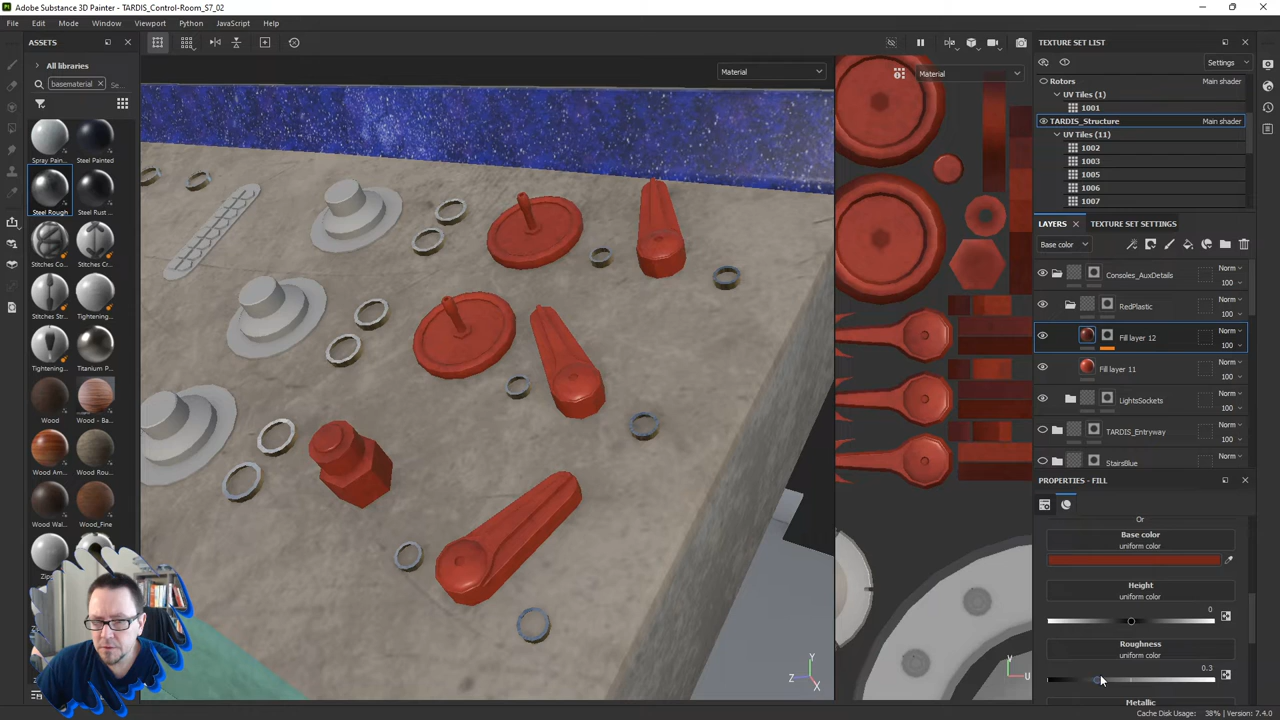 Adobe Substance 3D Painter - TARDIS_Control-Room_S7_02
File Edit Mode Window Viewport Python JavaScript Help
ASSETS
All libraries
basematerial Se...
Spray Pain... Steel Painted
Steel Rough Steel Rust ...
Stitches Co... Stitches Cr...
Stitches Str... Tightening...
Tightening... Titanium P...
Wood Wood - Ba...
Wood Am... Wood Rou...
Wood Wal... Wood_Fine
Material
Y
Z
X
Material
U
TEXTURE SET LIST
Settings
Rotors Main shader
UV Tiles (1)
1001
TARDIS_Structure Main shader
UV Tiles (11)
1002
1003
1005
1006
1007
LAYERS TEXTURE SET SETTINGS
Base color
Consoles_AuxDetails Norm 100
RedPlastic Norm 100
Fill layer 12 Norm 100
Fill layer 11 Norm 100
LightsSockets Norm 100
TARDIS_Entryway Norm 100
StairsBlue Norm
PROPERTIES - FILL
Or
Base color
uniform color
Height
uniform color
0
Roughness
uniform color
0.3
Metallic
Cache Disk Usage: 38% | Version: 7.4.0